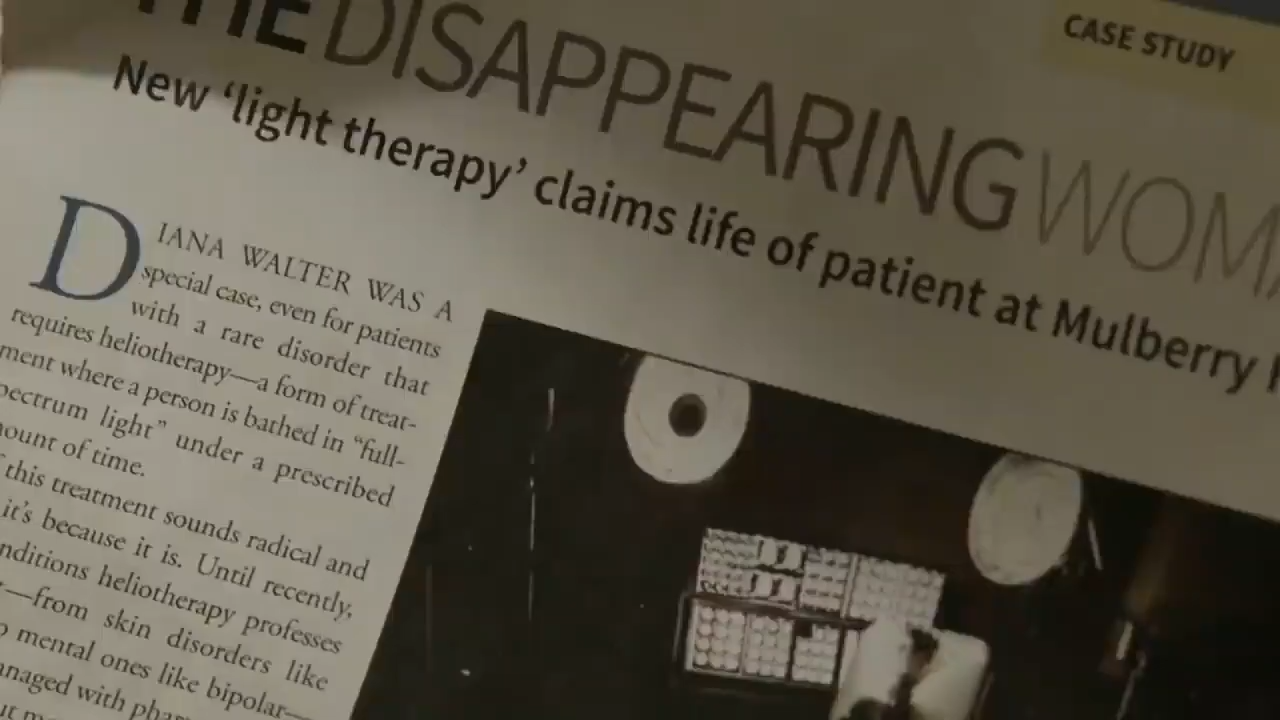 CASE STUDY
THE DISAPPEARING
New ‘light therapy’ claims life of patient at Mulberry
DIANA WALTER WAS A
special case, even for patients
with a rare disorder that
requires heliotherapy—a form of treat-
ment where a person is bathed in “full-
spectrum light” under a prescribed
amount of time.
this treatment sounds radical and
it’s because it is. Until recently,
conditions heliotherapy professes
—from skin disorders like
mental ones like bipolar—
managed with